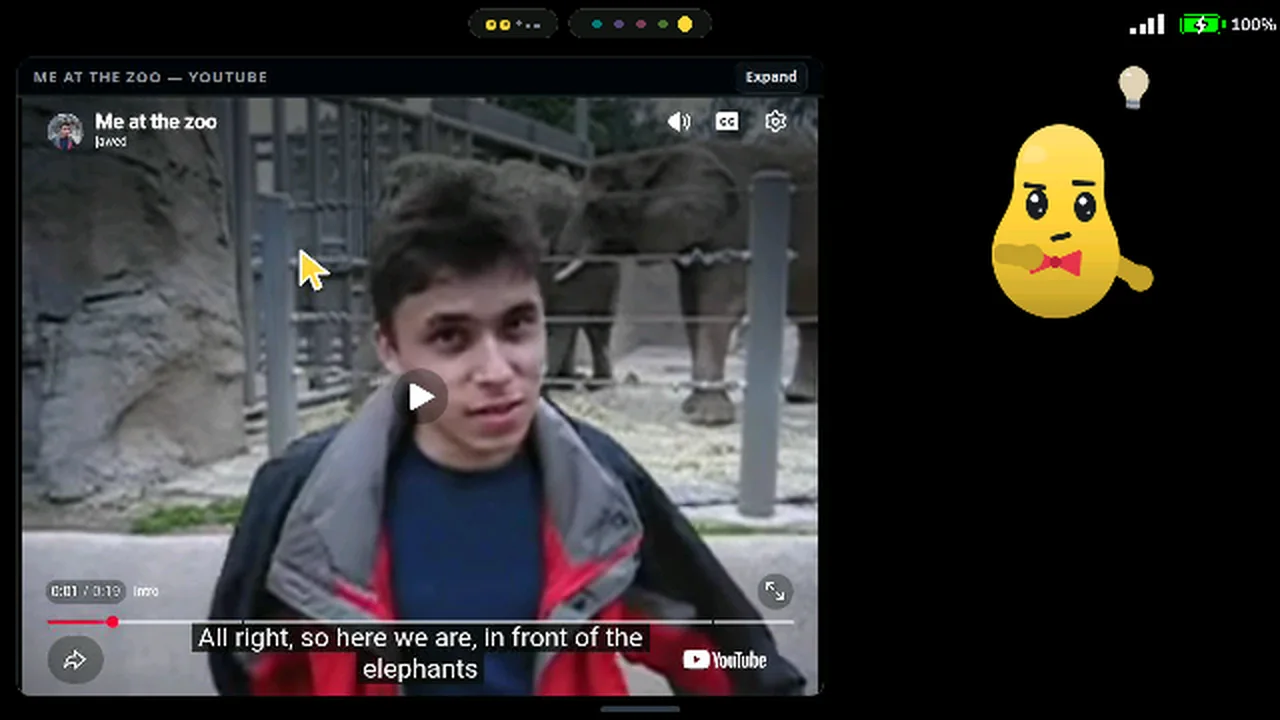 100%
ME AT THE ZOO — YOUTUBE
Expand
Me at the zoo
jawed
CC
0:01 / 0:19 Intro
All right, so here we are, in front of the
elephants
YouTube